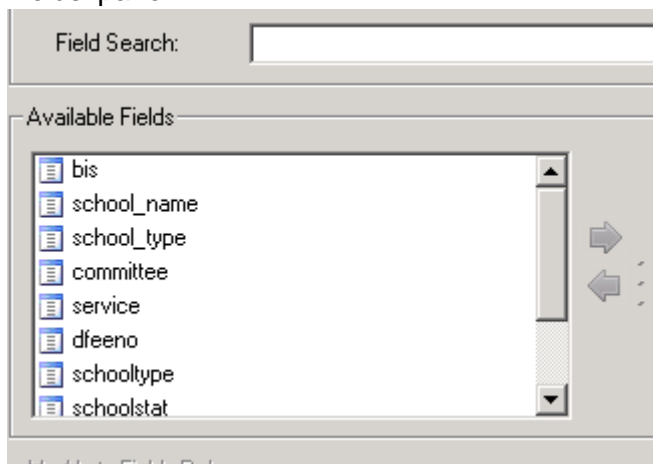 Field Search:
Available Fields
bis
school_name
school_type
committee
service
dfeeno
schooltype
schoolstat